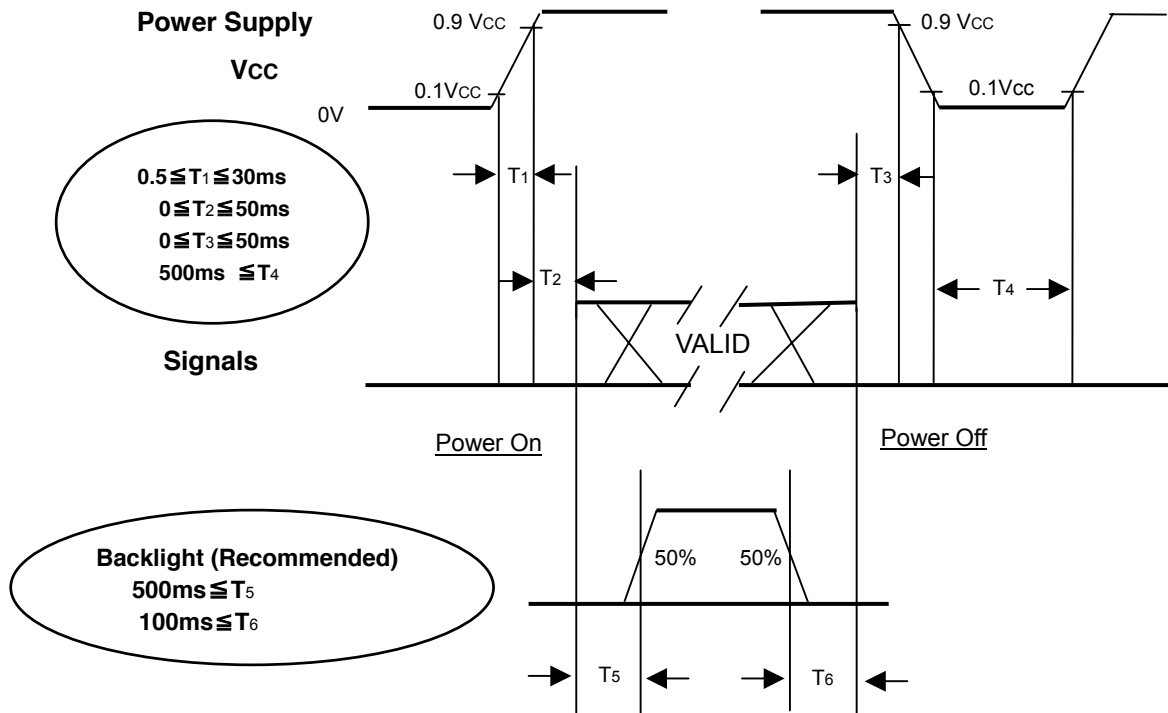 Power Supply
VCC
0.9 VCC
0.1VCC
0V
0.9 VCC
0.1Vcc
0.5≦T1≦30ms
0≦T2≦50ms
0≦T3≦50ms
500ms ≦T4
T1
T3
T2
T4
VALID
Signals
Power On
Power Off
Backlight (Recommended)
500ms≦T5
100ms≦T6
50%
50%
T5
T6